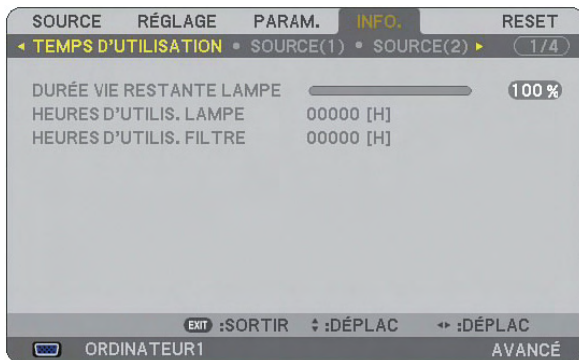 SOURCE RÉGLAGE PARAM. INFO. RESET
TEMPS D'UTILISATION • SOURCE(1) • SOURCE(2) 1/4
DURÉE VIE RESTANTE LAMPE 100 %
HEURES D'UTILIS. LAMPE 00000 [H]
HEURES D'UTILIS. FILTRE 00000 [H]
EXIT :SORTIR :DÉPLAC :DÉPLAC
ORDINATEUR1 AVANCÉ